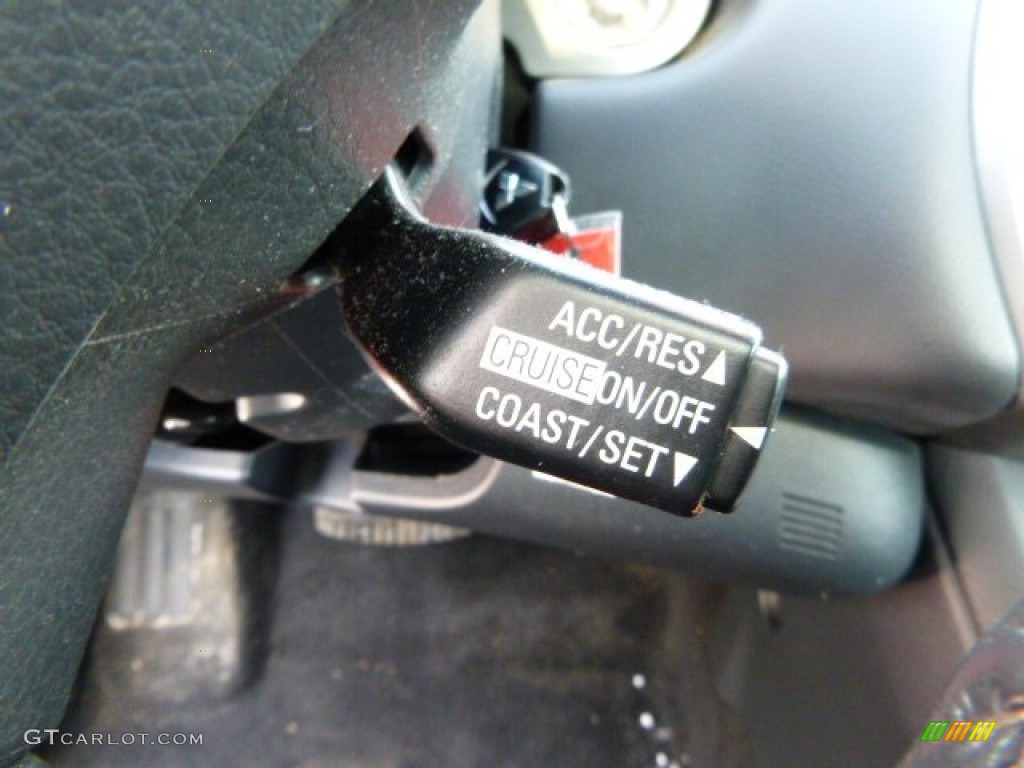 ACC/RES▲
CRUISE ON/OFF
COAST/SET▼
GTCARLOT.COM